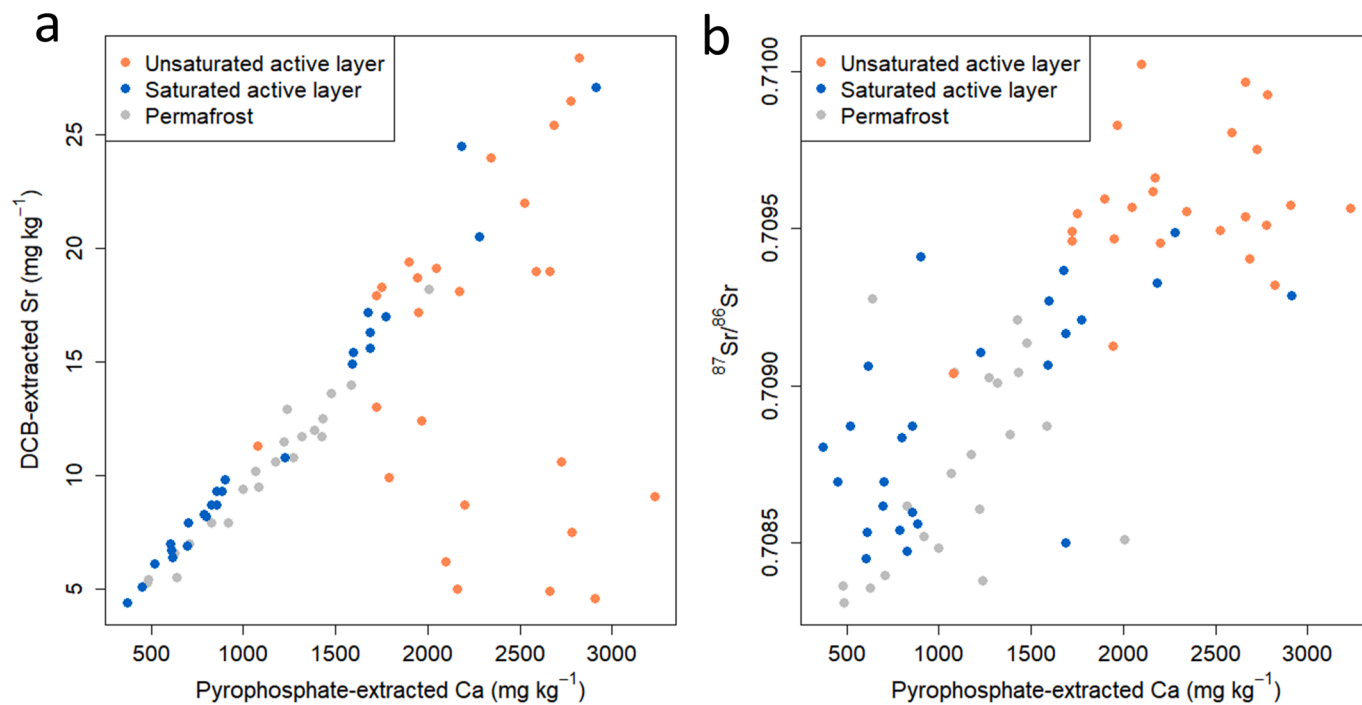 a
Unsaturated active layer
Saturated active layer
Permafrost
DCB-extracted Sr (mg kg⁻¹)
25
20
15
10
5
500 1000 1500 2000 2500 3000
Pyrophosphate-extracted Ca (mg kg⁻¹)
b
Unsaturated active layer
Saturated active layer
Permafrost
⁸⁷Sr/⁸⁶Sr
0.7100
0.7095
0.7090
0.7085
500 1000 1500 2000 2500 3000
Pyrophosphate-extracted Ca (mg kg⁻¹)